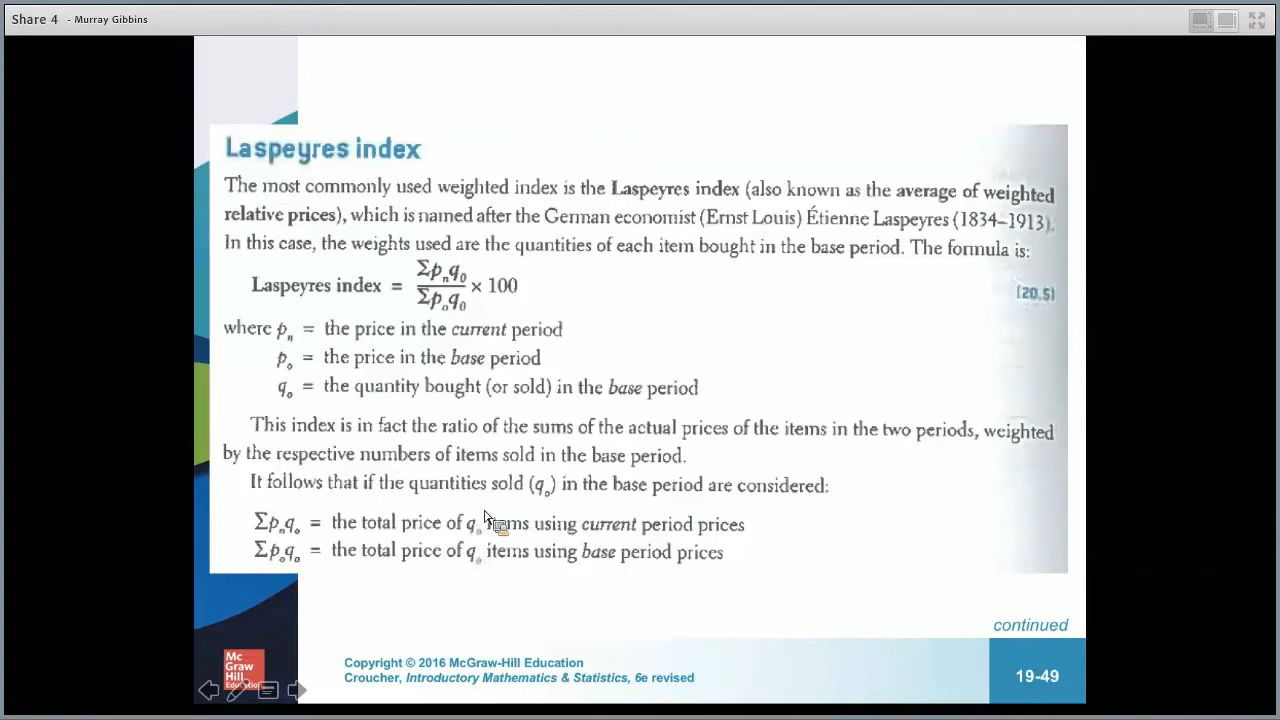 Share 4 - Murray Gibbins
Laspeyres index
The most commonly used weighted index is the Laspeyres index (also known as the average of weighted
relative prices), which is named after the German economist (Ernst Louis) Étienne Laspeyres (1834–1913).
In this case, the weights used are the quantities of each item bought in the base period. The formula is:
Laspeyres index = Σpₙq₀ / Σp₀q₀ × 100
(20.5)
where pₙ = the price in the current period
p₀ = the price in the base period
q₀ = the quantity bought (or sold) in the base period
This index is in fact the ratio of the sums of the actual prices of the items in the two periods, weighted
by the respective numbers of items sold in the base period.
It follows that if the quantities sold (q₀) in the base period are considered:
Σpₙq₀ = the total price of q₀ items using current period prices
Σp₀q₀ = the total price of q₀ items using base period prices
continued
Mc
Graw
Hill
Education
Copyright © 2016 McGraw-Hill Education
Croucher, Introductory Mathematics & Statistics, 6e revised
19-49